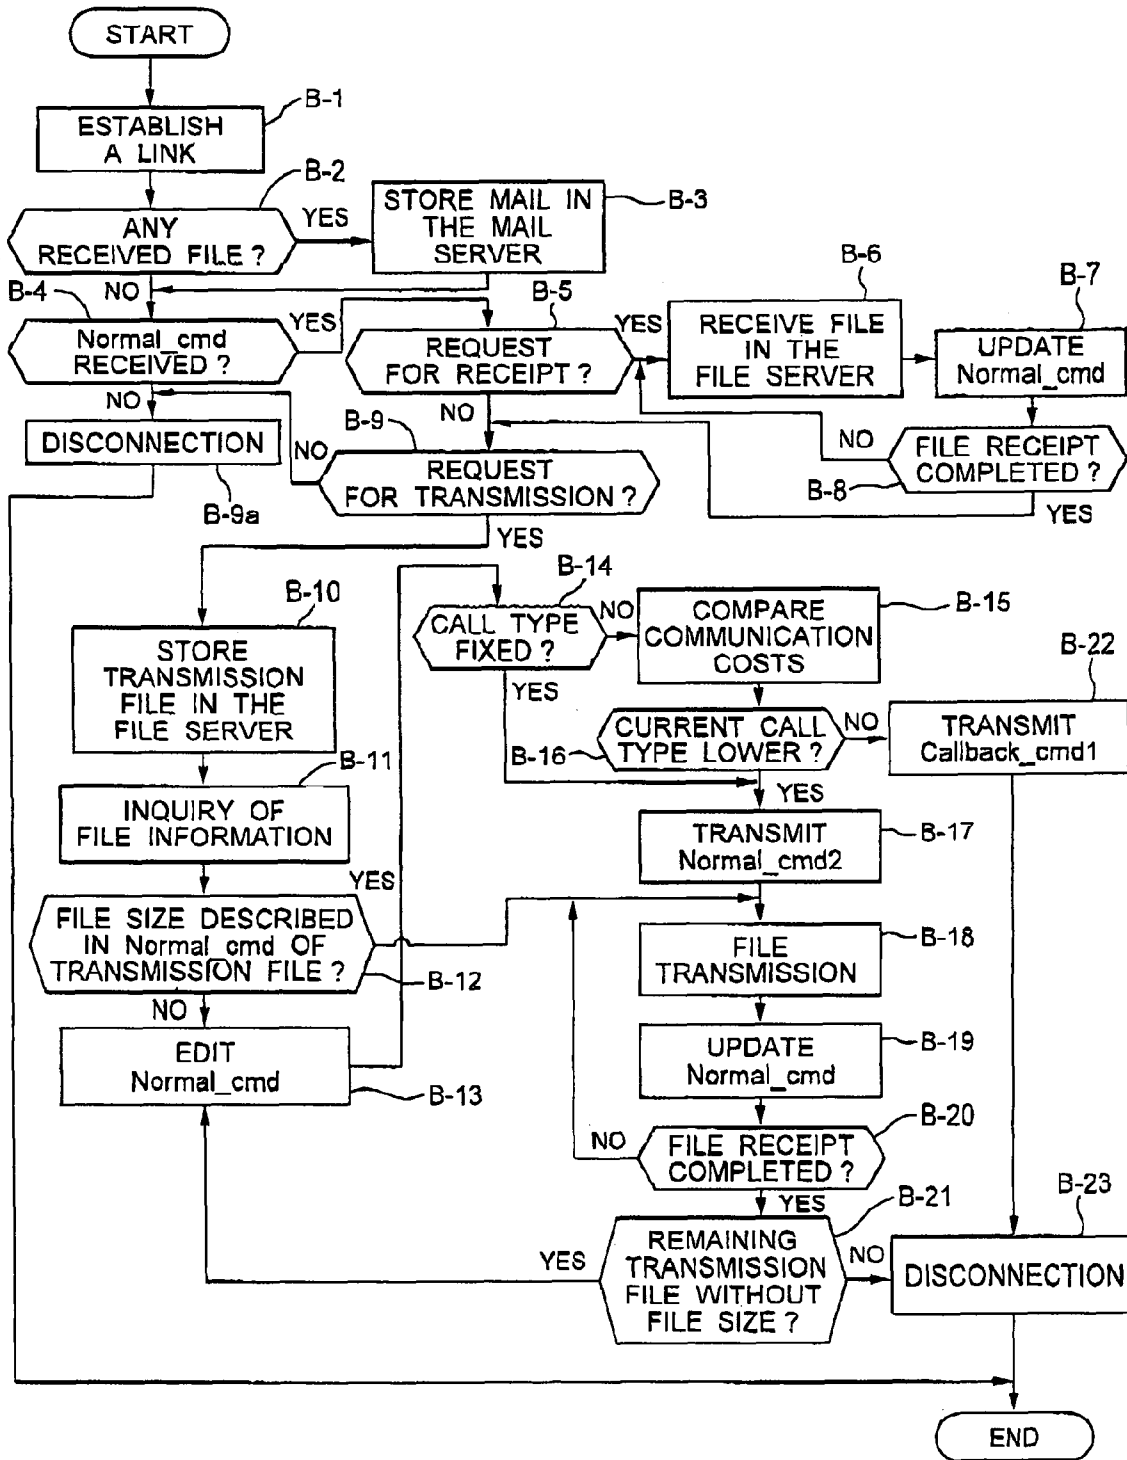 START
B-1
ESTABLISH
A LINK
B-2
ANY
RECEIVED FILE ?
YES
STORE MAIL IN
THE MAIL
SERVER
B-3
NO
B-4
Normal_cmd
RECEIVED ?
YES
B-5
REQUEST
FOR RECEIPT ?
YES
B-6
RECEIVE FILE
IN THE
FILE SERVER
B-7
UPDATE
Normal_cmd
NO
FILE RECEIPT
COMPLETED ?
B-8
YES
NO
DISCONNECTION
B-9a
NO
B-9
NO
REQUEST
FOR TRANSMISSION ?
YES
B-10
STORE
TRANSMISSION
FILE IN THE
FILE SERVER
B-11
INQUIRY OF
FILE INFORMATION
YES
FILE SIZE DESCRIBED
IN Normal_cmd OF
TRANSMISSION FILE ?
B-12
NO
EDIT
Normal_cmd
B-13
B-14
CALL TYPE
FIXED ?
NO
YES
COMPARE
COMMUNICATION
COSTS
B-15
CURRENT CALL
TYPE LOWER ?
B-16
NO
YES
B-22
TRANSMIT
Callback_cmd1
TRANSMIT
Normal_cmd2
B-17
FILE
TRANSMISSION
B-18
UPDATE
Normal_cmd
B-19
B-20
NO
FILE RECEIPT
COMPLETED ?
YES
B-21
YES
REMAINING
TRANSMISSION
FILE WITHOUT
FILE SIZE ?
NO
B-23
DISCONNECTION
END